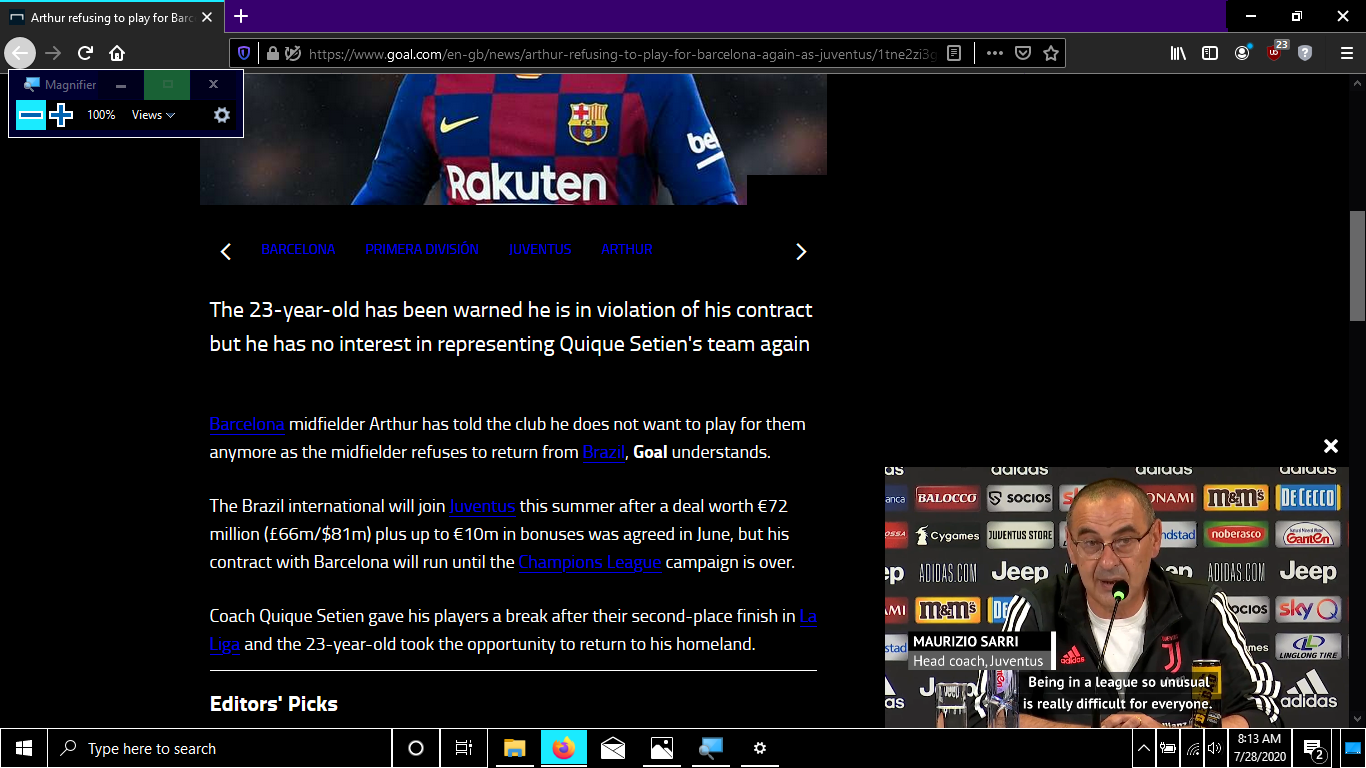 Arthur refusing to play for Barc
https://www.goal.com/en-gb/news/arthur-refusing-to-play-for-barcelona-again-as-juventus/1tne2zi3g
23
Magnifier
100%
Views
Rakuten
BARCELONA
PRIMERA DIVISIÓN
JUVENTUS
ARTHUR
The 23-year-old has been warned he is in violation of his contract
but he has no interest in representing Quique Setien's team again
Barcelona midfielder Arthur has told the club he does not want to play for them
anymore as the midfielder refuses to return from Brazil, Goal understands.
The Brazil international will join Juventus this summer after a deal worth €72
million (£66m/$81m) plus up to €10m in bonuses was agreed in June, but his
contract with Barcelona will run until the Champions League campaign is over.
Coach Quique Setien gave his players a break after their second-place finish in La
Liga and the 23-year-old took the opportunity to return to his homeland.
Editors' Picks
BALOCCO
SOCIOS
m&m's
DE CECCO
Cygames
JUVENTUS STORE
noberasco
GanTen
ADIDAS.COM
Jeep
ADIDAS.COM
Jeep
m&m's
sky
LINGLONG TIRE
adidas
MAURIZIO SARRI
Head coach, Juventus
Being in a league so unusual
is really difficult for everyone.
Type here to search
8:13 AM
7/28/2020
2